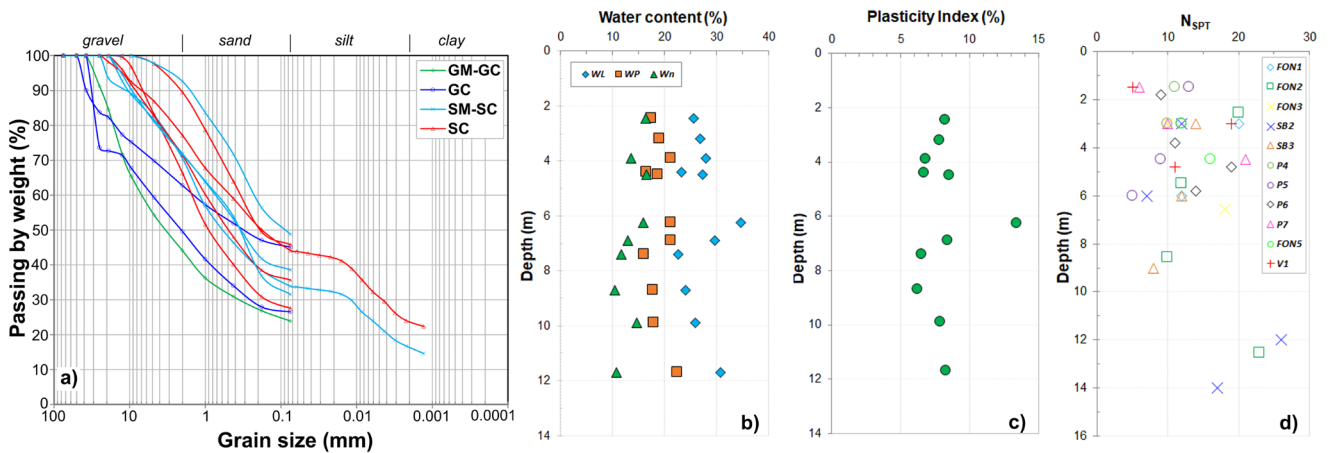 gravel sand silt clay
100
90
80
70
60
50
40
30
20
10
0
Passing by weight (%)
GM-GC
GC
SM-SC
SC
a)
100 10 1 0.1 0.01 0.001 0.0001
Grain size (mm)
Water content (%)
0 10 20 30 40
0
2
4
6
8
10
12
14
Depth (m)
WL WP Wn
b)
Plasticity Index (%)
0 5 10 15
0
2
4
6
8
10
12
14
Depth (m)
c)
NSPT
0 10 20 30
0
2
4
6
8
10
12
14
16
Depth (m)
FON1
FON2
FON3
SB2
SB3
P4
P5
P6
P7
FON5
V1
d)